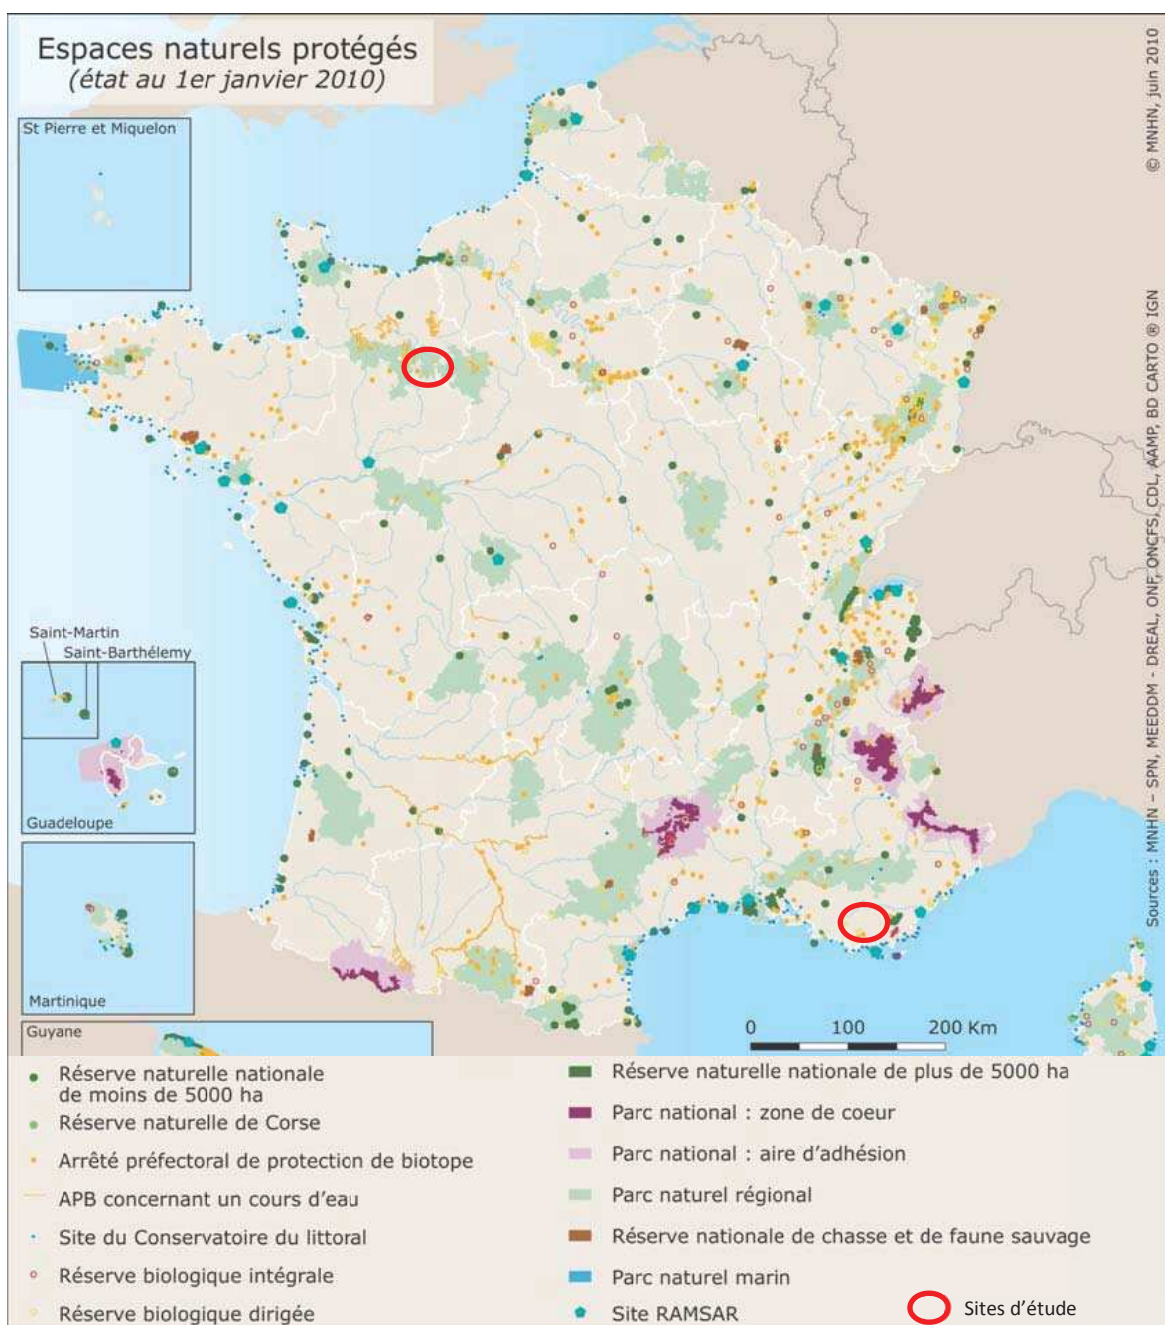 Espaces naturels protégés
(état au 1er janvier 2010)
© MNHN, juin 2010
St Pierre et Miquelon
Saint-Martin
Saint-Barthélemy
Guadeloupe
Martinique
Guyane
Sources : MNHN – SPN, MEEDDM - DREAL, ONF, ONCFS, CDL, AAMP, BD CARTO ® IGN
0 100 200 Km
Réserve naturelle nationale
de moins de 5000 ha
Réserve naturelle de Corse
Arrêté préfectoral de protection de biotope
APB concernant un cours d'eau
Site du Conservatoire du littoral
Réserve biologique intégrale
Réserve biologique dirigée
Réserve naturelle nationale de plus de 5000 ha
Parc national : zone de coeur
Parc national : aire d'adhésion
Parc naturel régional
Réserve nationale de chasse et de faune sauvage
Parc naturel marin
Site RAMSAR
Sites d'étude